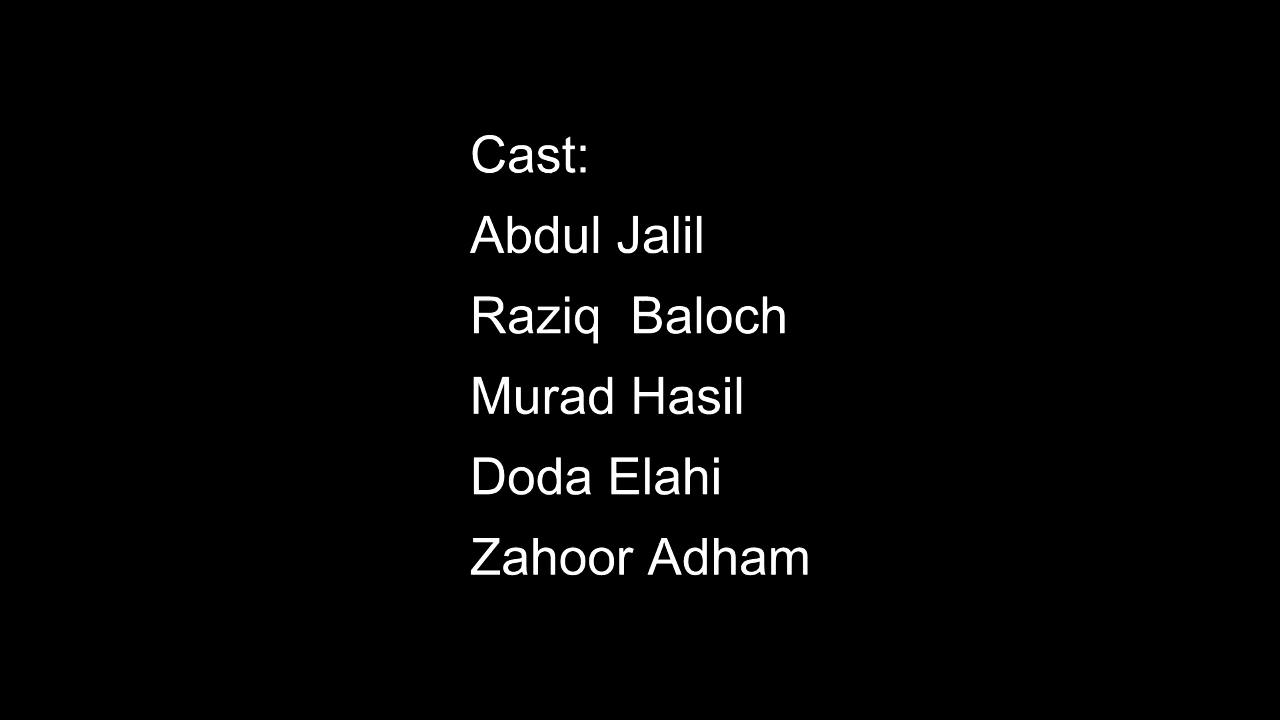 Cast:
Abdul Jalil
Raziq  Baloch
Murad Hasil
Doda Elahi
Zahoor Adham